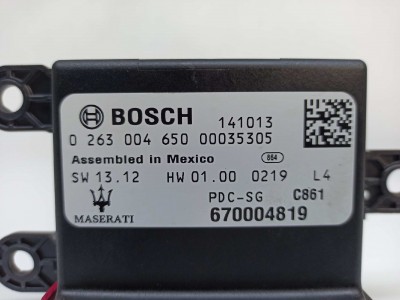 BOSCH 141013
0 263 004 650 00035305
Assembled in Mexico 864
SW 13.12 HW 01.00 0219 L4
PDC-SG C861
MASERATI 670004819